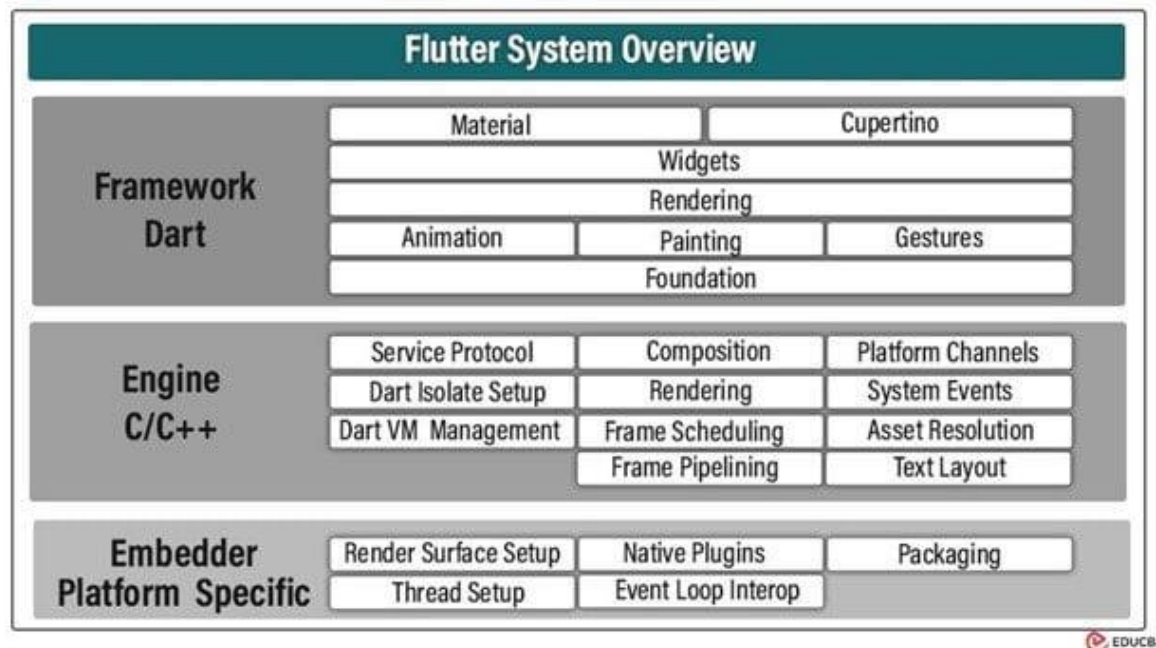 Flutter System Overview
Framework
Dart
Material Cupertino
Widgets
Rendering
Animation Painting Gestures
Foundation
Engine
C/C++
Service Protocol Composition Platform Channels
Dart Isolate Setup Rendering System Events
Dart VM Management Frame Scheduling Asset Resolution
Frame Pipelining Text Layout
Embedder
Platform Specific
Render Surface Setup Native Plugins Packaging
Thread Setup Event Loop Interop
EDUCB